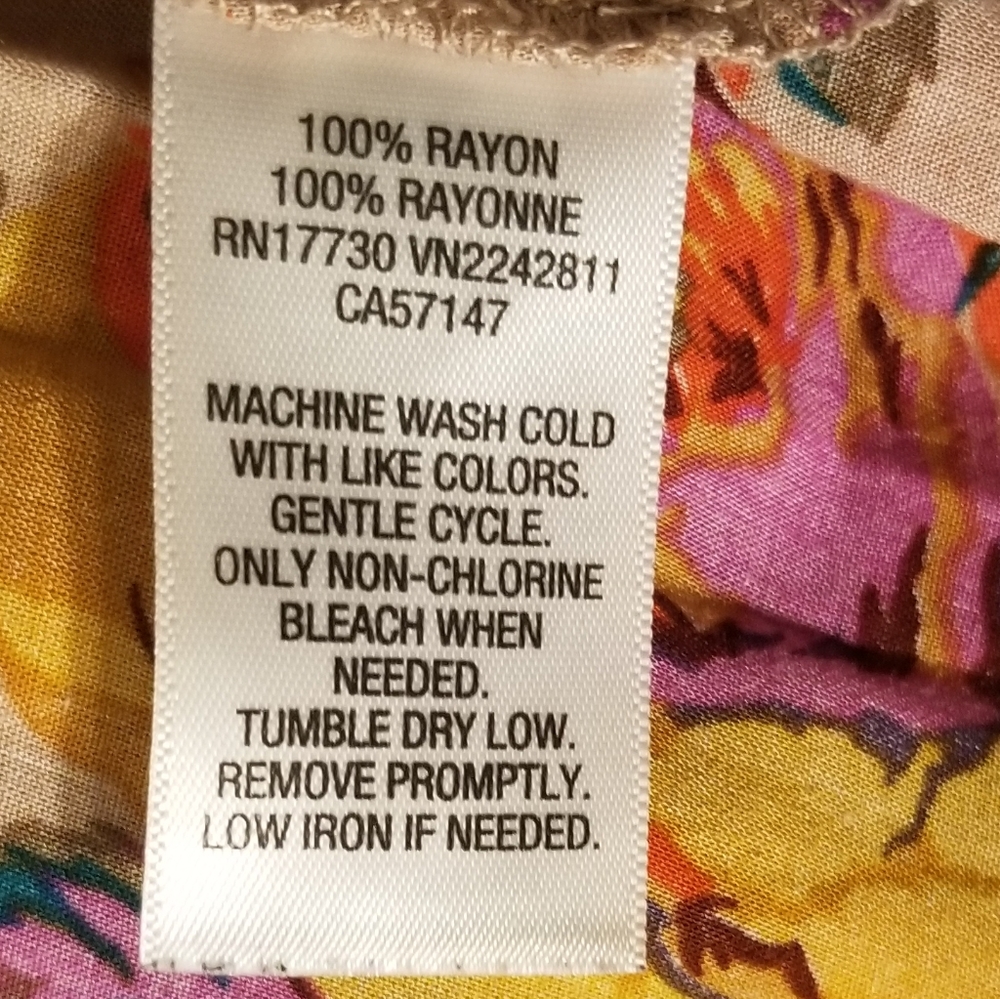 100% RAYON
100% RAYONNE
RN17730 VN2242811
CA57147
MACHINE WASH COLD
WITH LIKE COLORS.
GENTLE CYCLE.
ONLY NON-CHLORINE
BLEACH WHEN
NEEDED.
TUMBLE DRY LOW.
REMOVE PROMPTLY.
LOW IRON IF NEEDED.